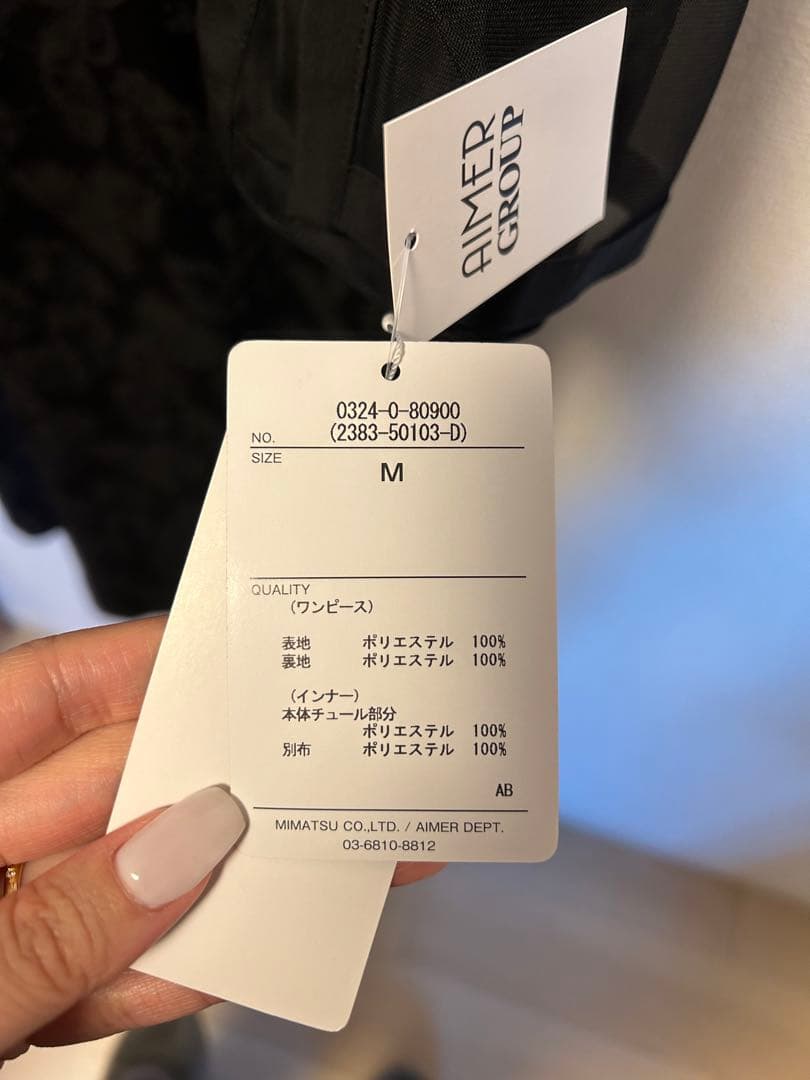 AIMER
GROUP
NO. 0324-0-80900
(2383-50103-D)
SIZE
M
QUALITY
(ワンピース)
表地 ポリエステル 100%
裏地 ポリエステル 100%
(インナー)
本体チュール部分
ポリエステル 100%
別布 ポリエステル 100%
AB
MIMATSU CO.,LTD. / AIMER DEPT.
03-6810-8812